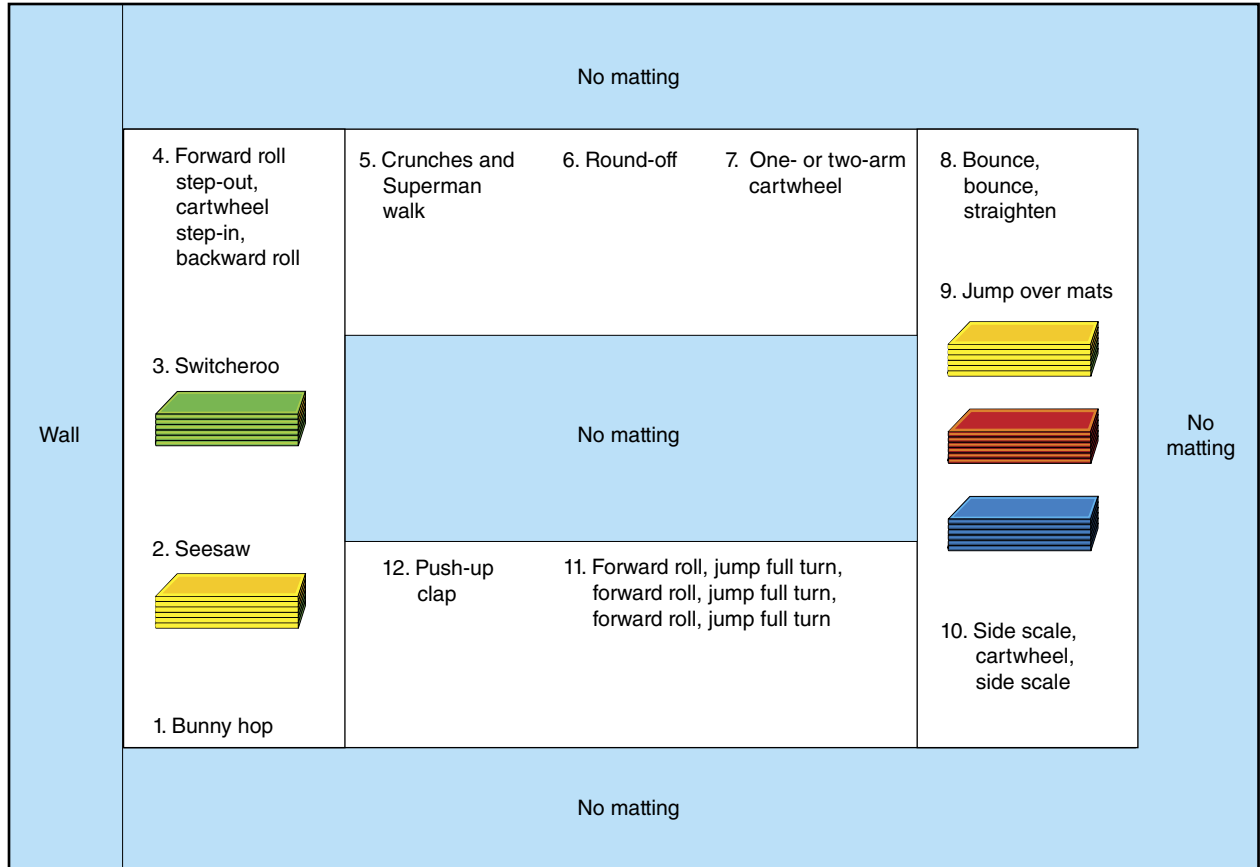 No matting
4. Forward roll
step-out,
cartwheel
step-in,
backward roll
5. Crunches and
Superman
walk
6. Round-off
7. One- or two-arm
cartwheel
8. Bounce,
bounce,
straighten
9. Jump over mats
3. Switcheroo
Wall
No matting
No
matting
2. Seesaw
12. Push-up
clap
11. Forward roll, jump full turn,
forward roll, jump full turn,
forward roll, jump full turn
10. Side scale,
cartwheel,
side scale
1. Bunny hop
No matting